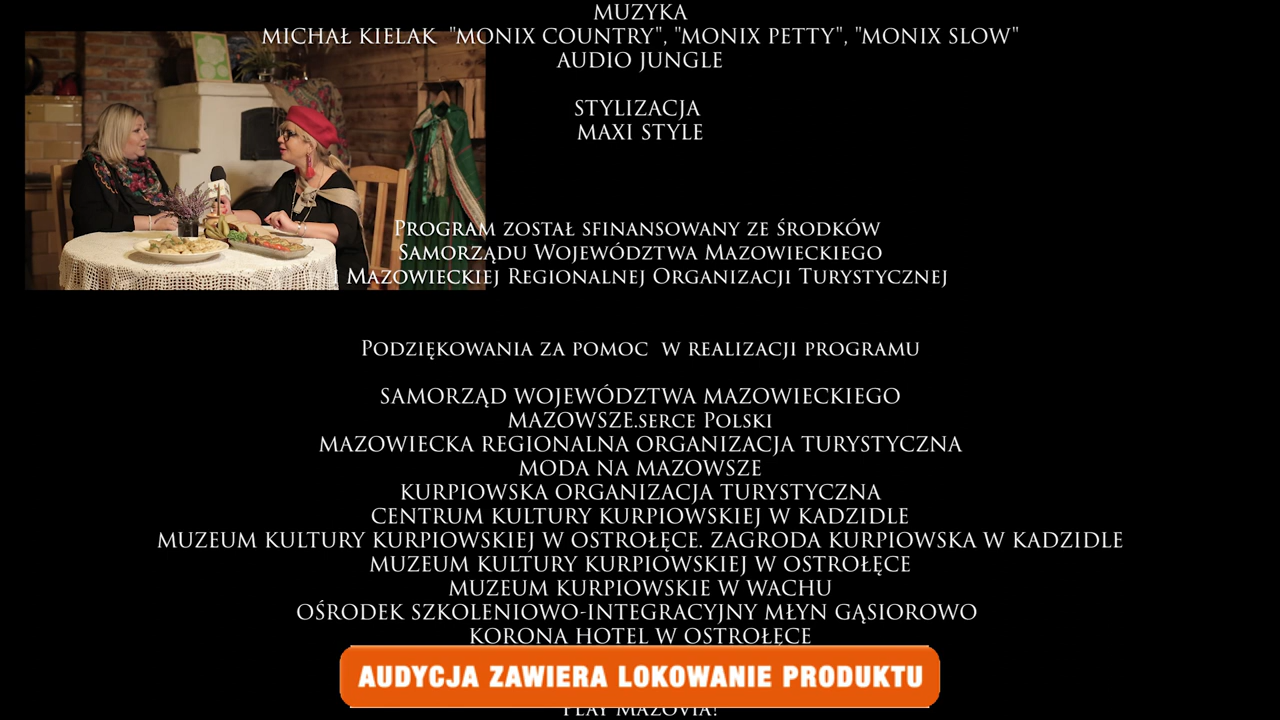 MUZYKA
MICHAŁ KIELAK "MONIX COUNTRY", "MONIX PETTY", "MONIX SLOW"
AUDIO JUNGLE
STYLIZACJA
MAXI STYLE
Program został sfinansowany ze środków
Samorządu Województwa Mazowieckiego
i Mazowieckiej Regionalnej Organizacji Turystycznej
Podziękowania za pomoc w realizacji programu
SAMORZĄD WOJEWÓDZTWA MAZOWIECKIEGO
MAZOWSZE.serce Polski
MAZOWIECKA REGIONALNA ORGANIZACJA TURYSTYCZNA
MODA NA MAZOWSZE
KURPIOWSKA ORGANIZACJA TURYSTYCZNA
CENTRUM KULTURY KURPIOWSKIEJ W KADZIDLE
MUZEUM KULTURY KURPIOWSKIEJ W OSTROŁĘCE. ZAGRODA KURPIOWSKA W KADZIDLE
MUZEUM KULTURY KURPIOWSKIEJ W OSTROŁĘCE
MUZEUM KURPIOWSKIE W WACHU
OŚRODEK SZKOLENIOWO-INTEGRACYJNY MŁYN GĄSIOROWO
KORONA HOTEL W OSTROŁĘCE
AUDYCJA ZAWIERA LOKOWANIE PRODUKTU
PLAY MAZOVIA!